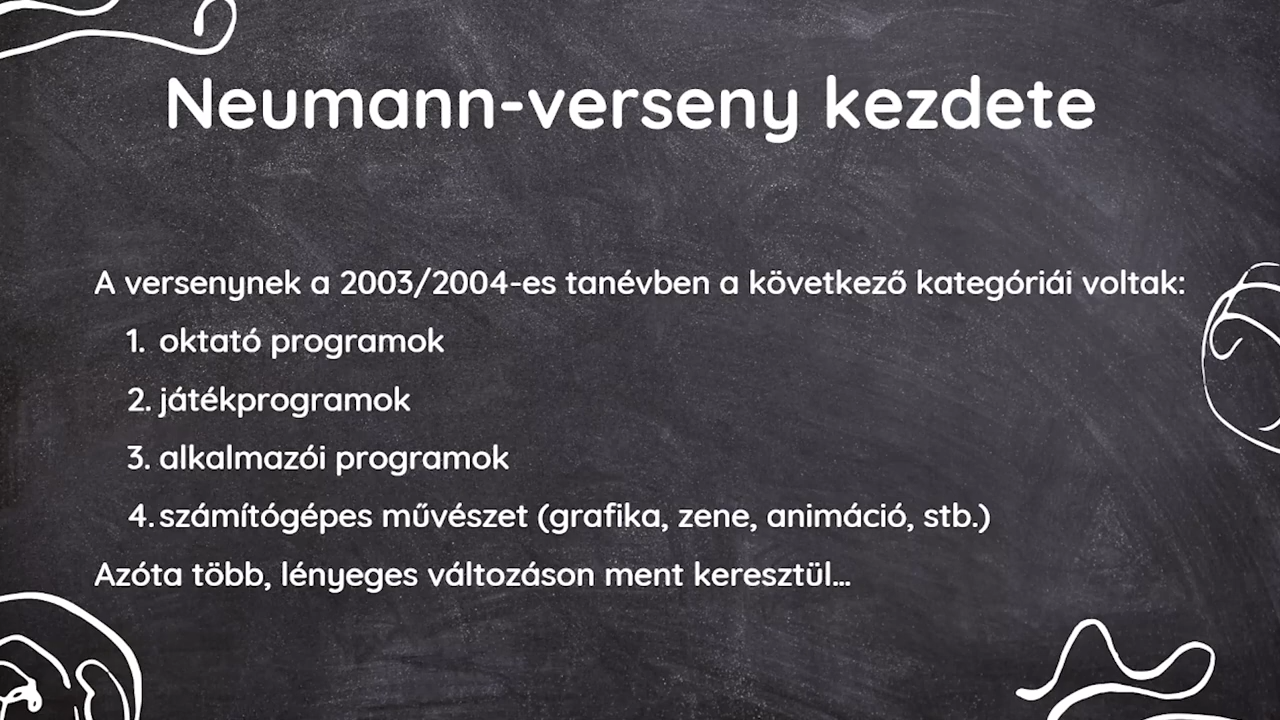 Neumann-verseny kezdete
A versenynek a 2003/2004-es tanévben a következő kategóriái voltak:
1. oktató programok
2. játékprogramok
3. alkalmazói programok
4. számítógépes művészet (grafika, zene, animáció, stb.)
Azóta több, lényeges változáson ment keresztül...